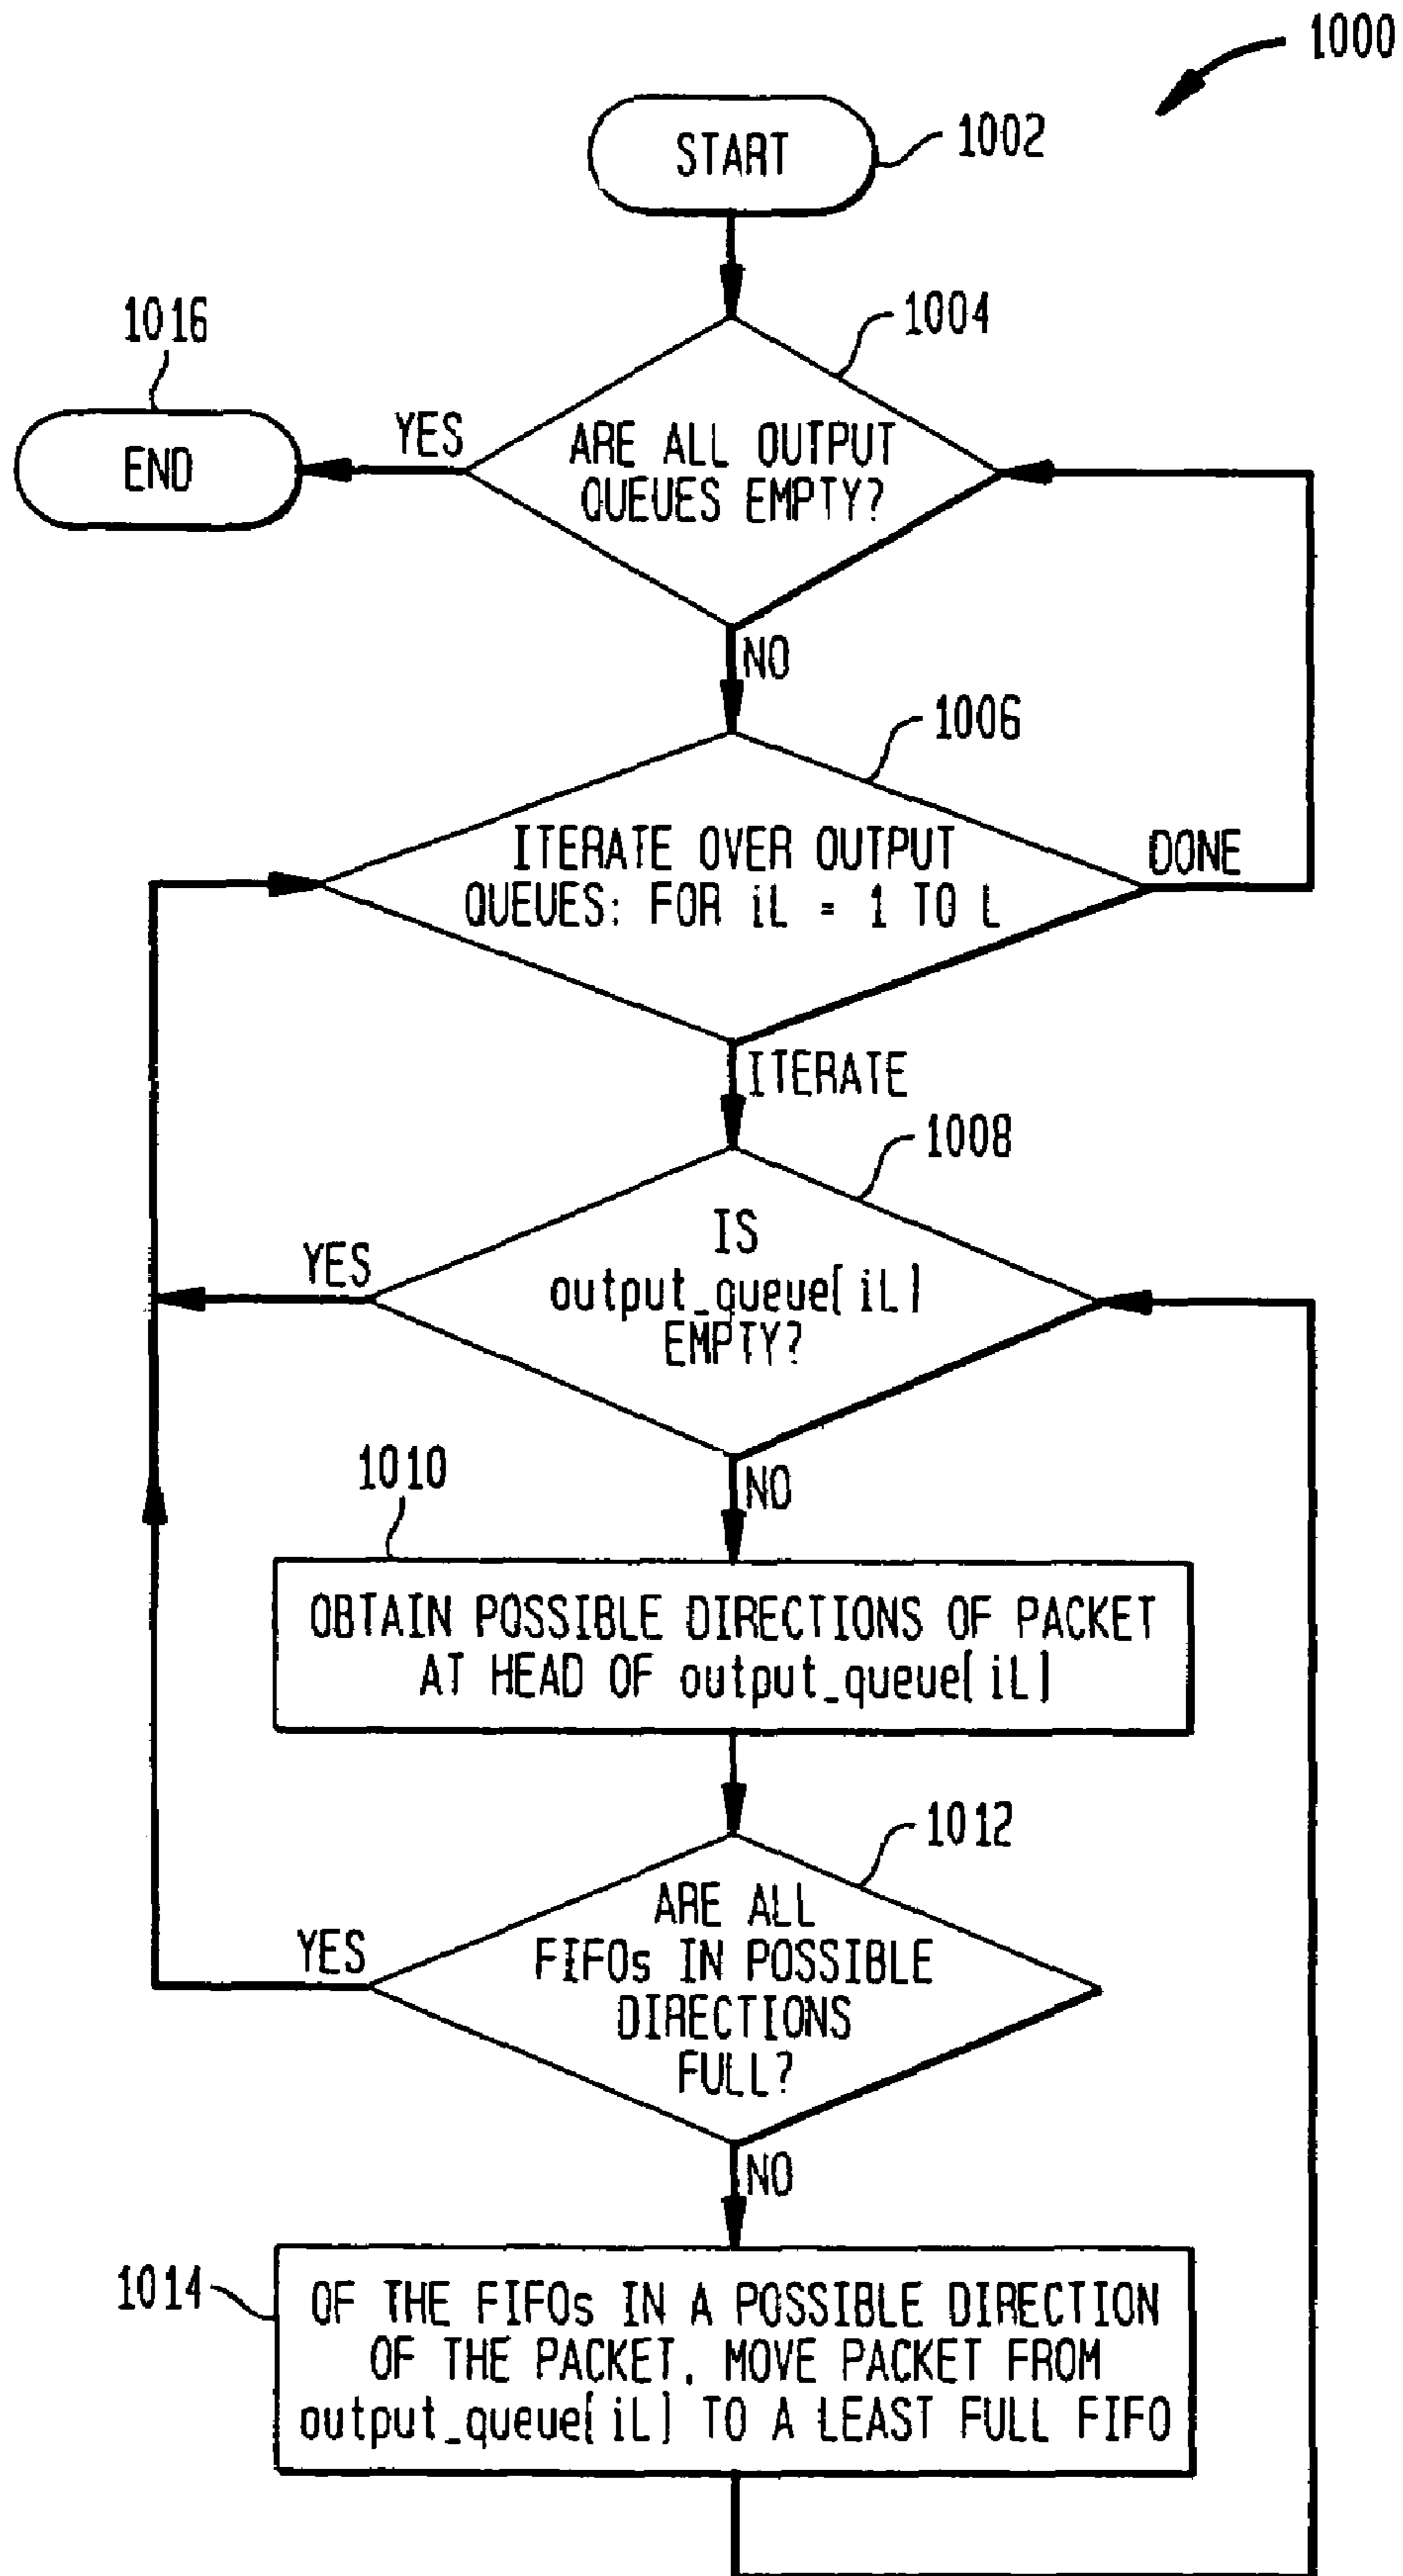 1000
START
1002
1016
1004
END
YES
ARE ALL OUTPUT
QUEUES EMPTY?
NO
1006
ITERATE OVER OUTPUT
QUEUES: FOR iL = 1 TO L
DONE
ITERATE
1008
YES
IS
output_queue[iL]
EMPTY?
NO
1010
OBTAIN POSSIBLE DIRECTIONS OF PACKET
AT HEAD OF output_queue[iL]
1012
YES
ARE ALL
FIFOs IN POSSIBLE
DIRECTIONS
FULL?
NO
1014
OF THE FIFOs IN A POSSIBLE DIRECTION
OF THE PACKET, MOVE PACKET FROM
output_queue[iL] TO A LEAST FULL FIFO